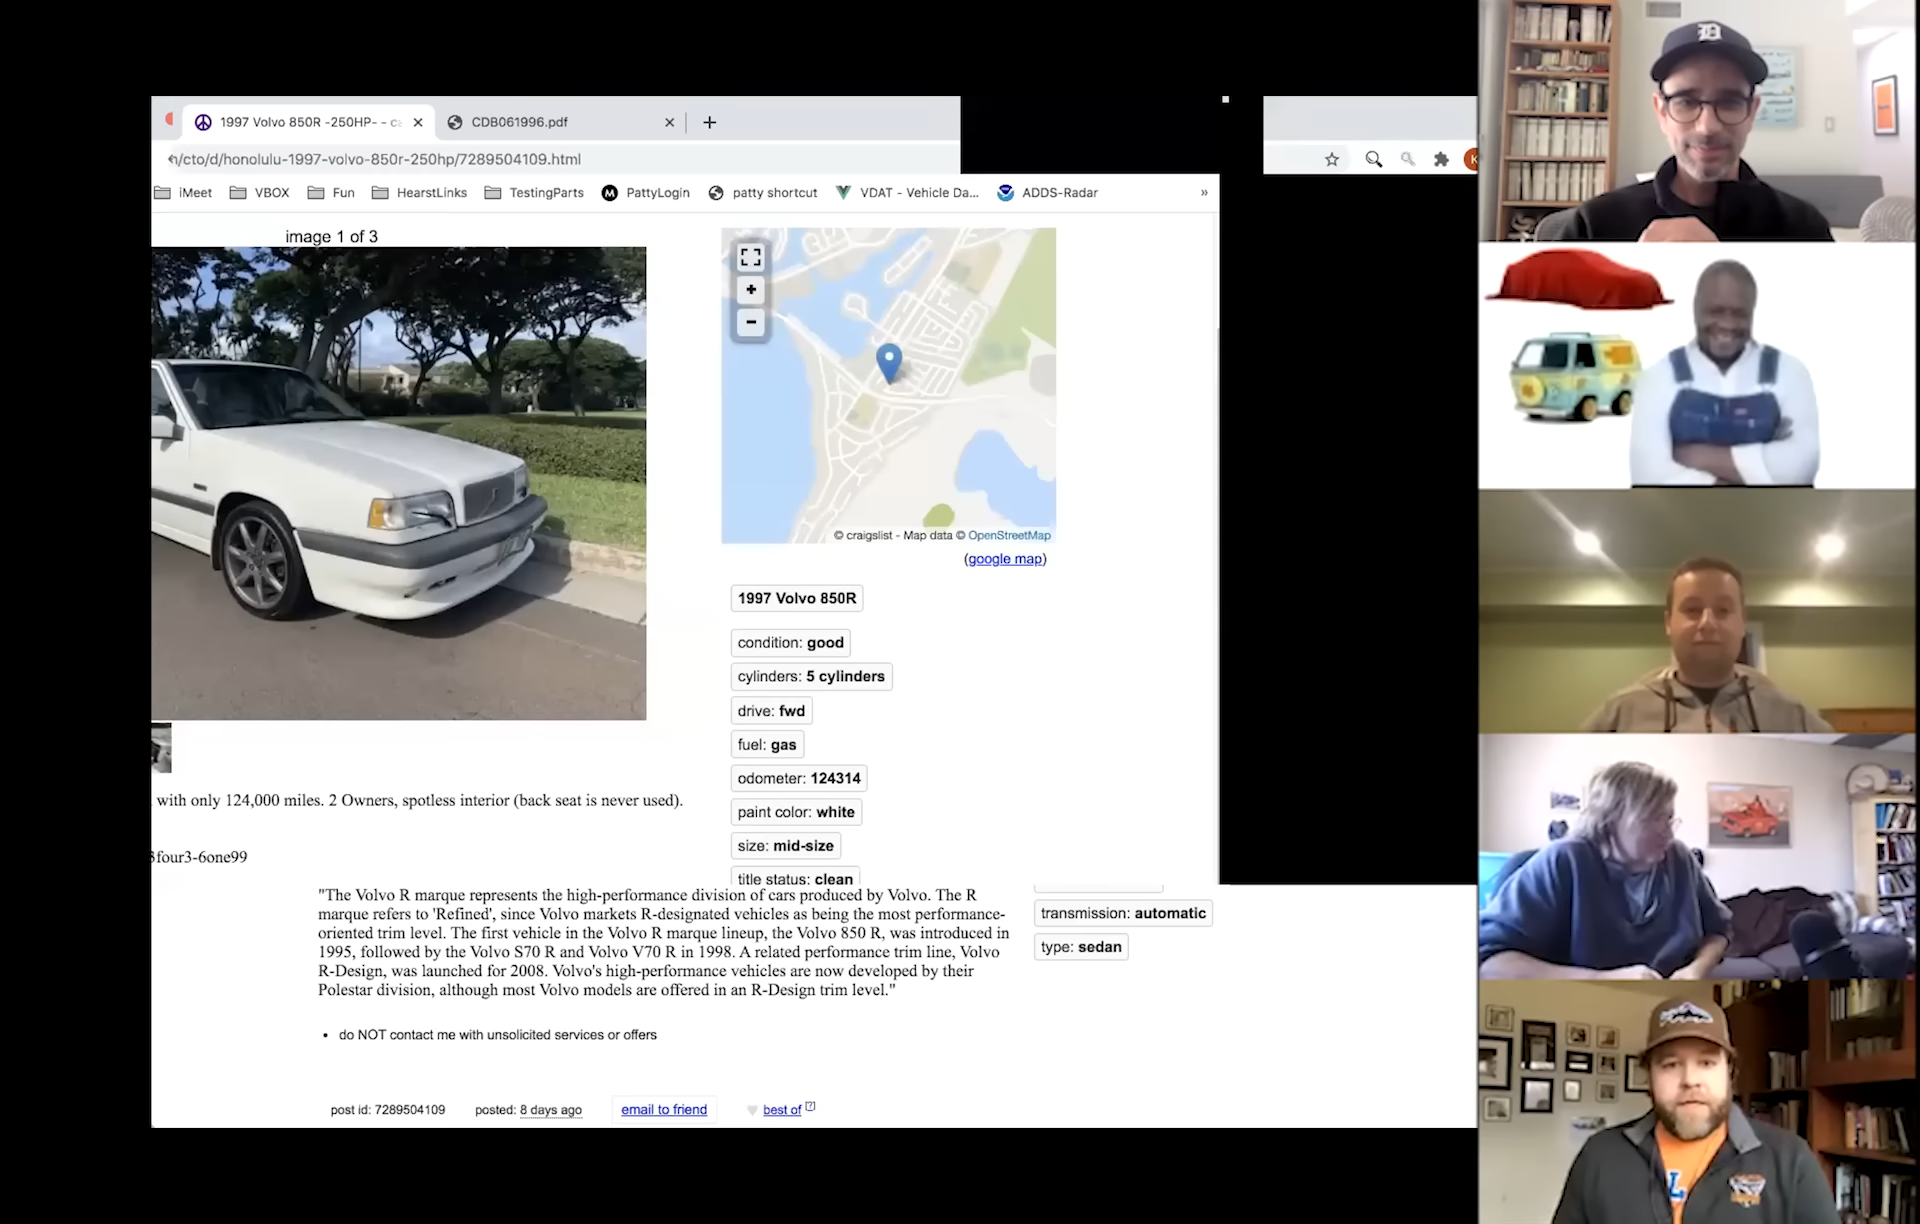 1997 Volvo 850R -250HP- - c
CDB061996.pdf
/cto/d/honolulu-1997-volvo-850r-250hp/7289504109.html
K
iMeet
VBOX
Fun
HearstLinks
TestingParts
M
PattyLogin
patty shortcut
VDAT - Vehicle Da...
ADDS-Radar
»
image 1 of 3
+
−
© craigslist - Map data © OpenStreetMap
(google map)
1997 Volvo 850R
condition: good
cylinders: 5 cylinders
drive: fwd
fuel: gas
odometer: 124314
paint color: white
size: mid-size
title status: clean
transmission: automatic
type: sedan
with only 124,000 miles. 2 Owners, spotless interior (back seat is never used).
3four3-6one99
"The Volvo R marque represents the high-performance division of cars produced by Volvo. The R
marque refers to 'Refined', since Volvo markets R-designated vehicles as being the most performance-
oriented trim level. The first vehicle in the Volvo R marque lineup, the Volvo 850 R, was introduced in
1995, followed by the Volvo S70 R and Volvo V70 R in 1998. A related performance trim line, Volvo
R-Design, was launched for 2008. Volvo's high-performance vehicles are now developed by their
Polestar division, although most Volvo models are offered in an R-Design trim level."
• do NOT contact me with unsolicited services or offers
post id: 7289504109
posted: 8 days ago
email to friend
best of [?]
D
L